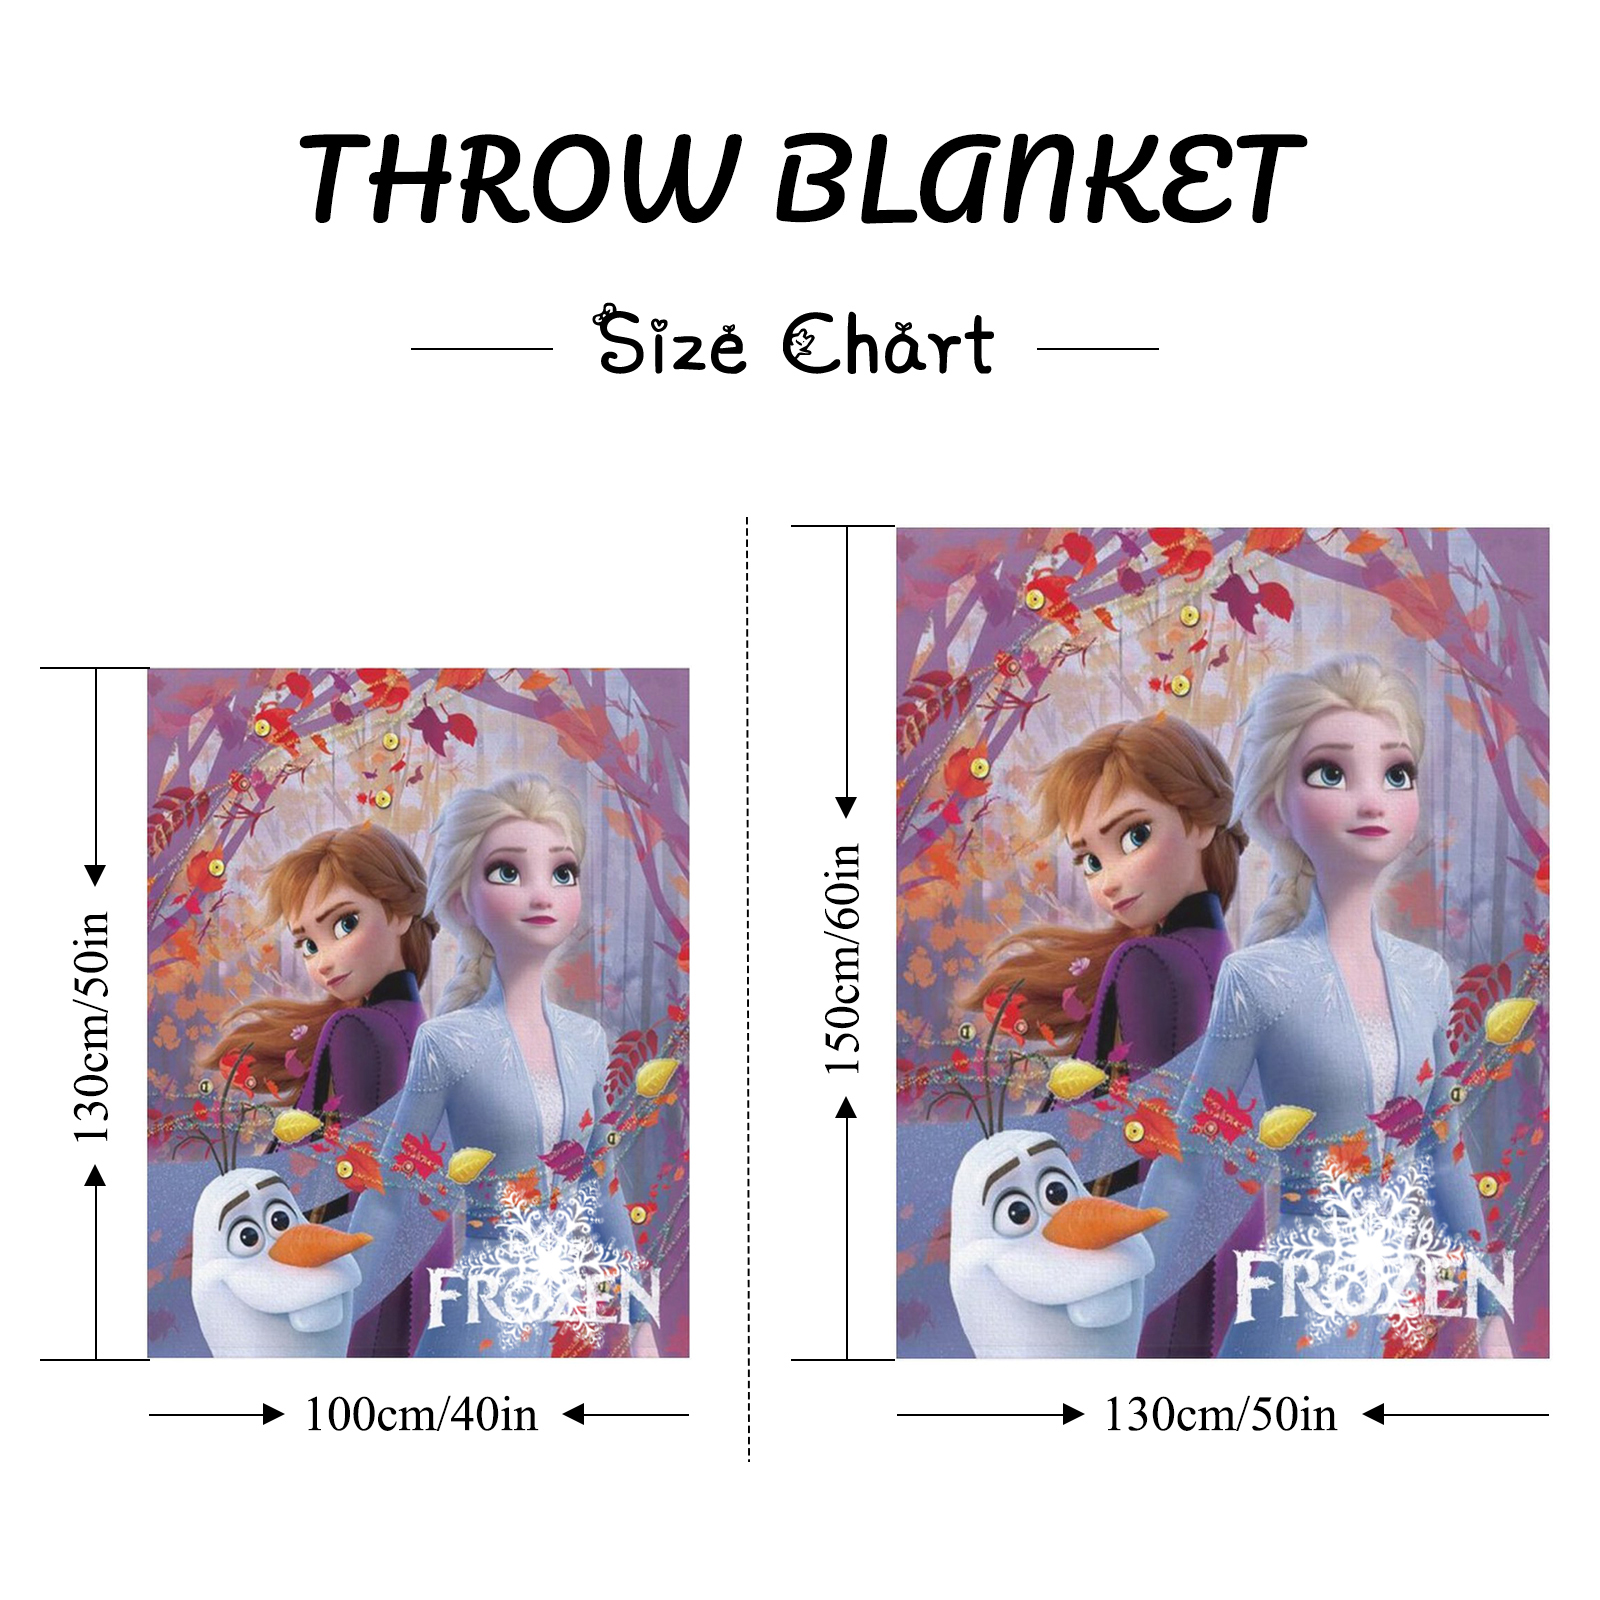 THROW BLANKET
Size Chart
130cm/50in
FROZEN
100cm/40in
150cm/60in
FROZEN
130cm/50in